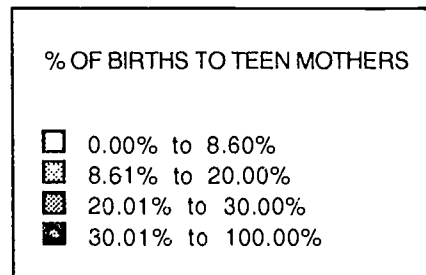 % OF BIRTHS TO TEEN MOTHERS
0.00% to 8.60%
8.61% to 20.00%
20.01% to 30.00%
30.01% to 100.00%